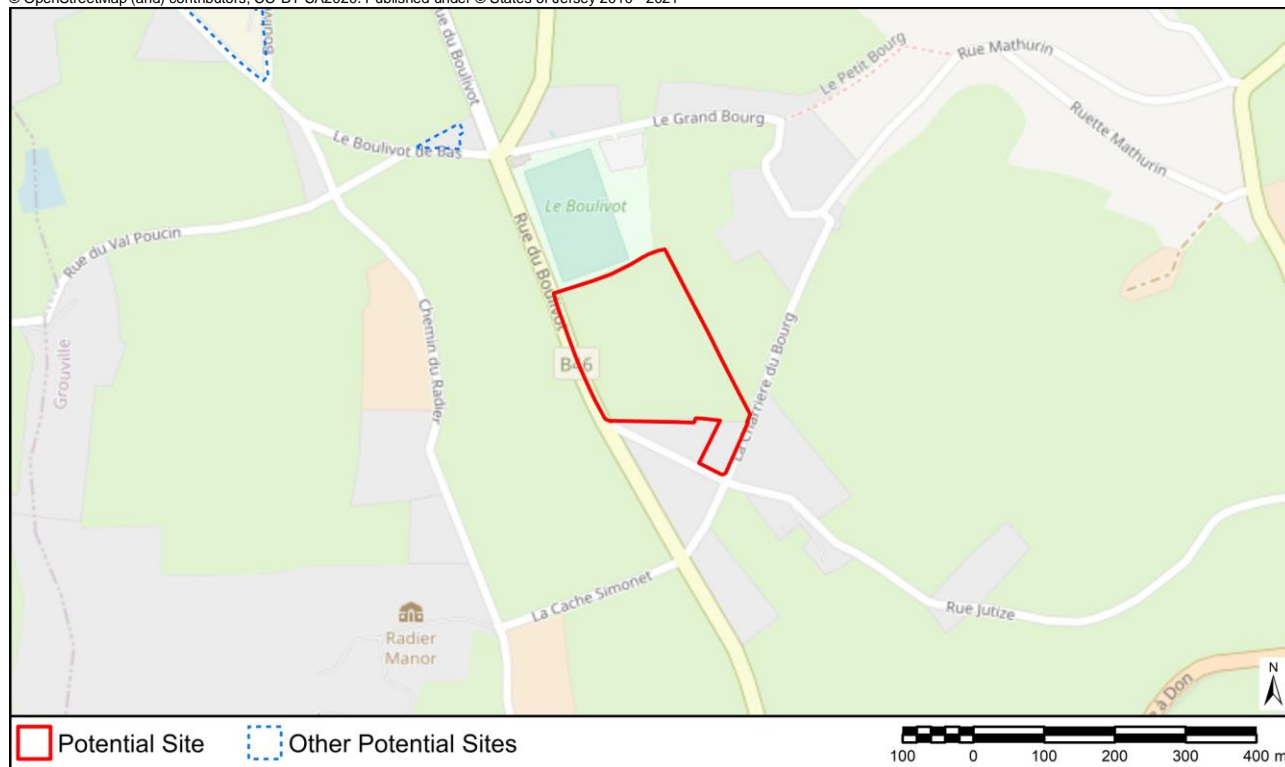 © OpenStreetMap (and) contributors, CC-BY-SA2020. Published under © States of Jersey 2018 - 2021
Rue du Boulivot
Le Petit Bourg
Rue Mathurin
Ruette Mathurin
Le Grand Bourg
Le Boulivot de Bas
Le Boulivot
Rue du Boulivot
Rue du Val Poucin
Chemin du Radier
Grouville
B46
La Charriere du Bourg
La Cache Simonet
Radier
Manor
Rue Jutize
à Don
N
Potential Site
Other Potential Sites
100 0 100 200 300 400 m